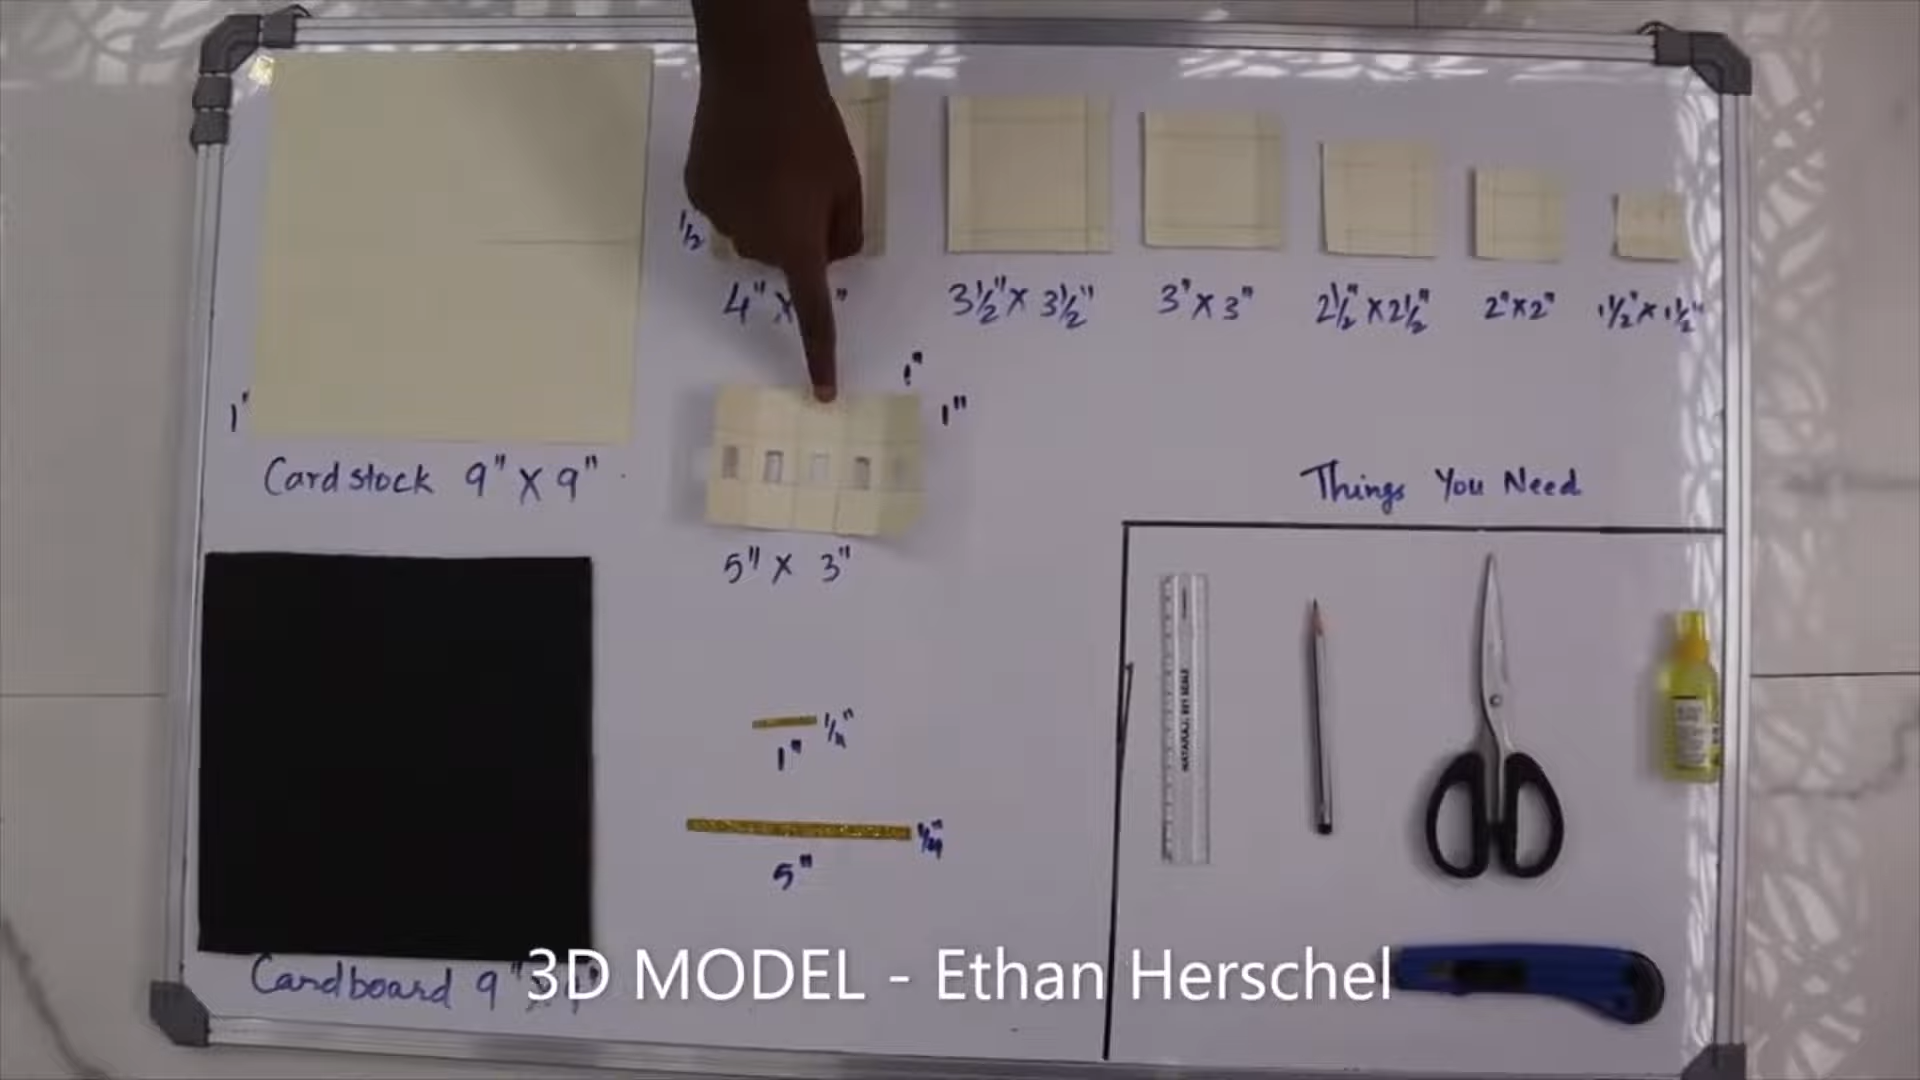 1/2
4" X "
3 1/2" X 3 1/2"
3" X 3"
2 1/2" X 2 1/2"
2" X 2"
1 1/2" X 1 1/2"
1"
1"
1"
Cardstock 9" X 9"
5" X 3"
Things You Need
NATARAJ
1/4"
1"
1/4"
5"
Cardboard 9"
3D MODEL - Ethan Herschel